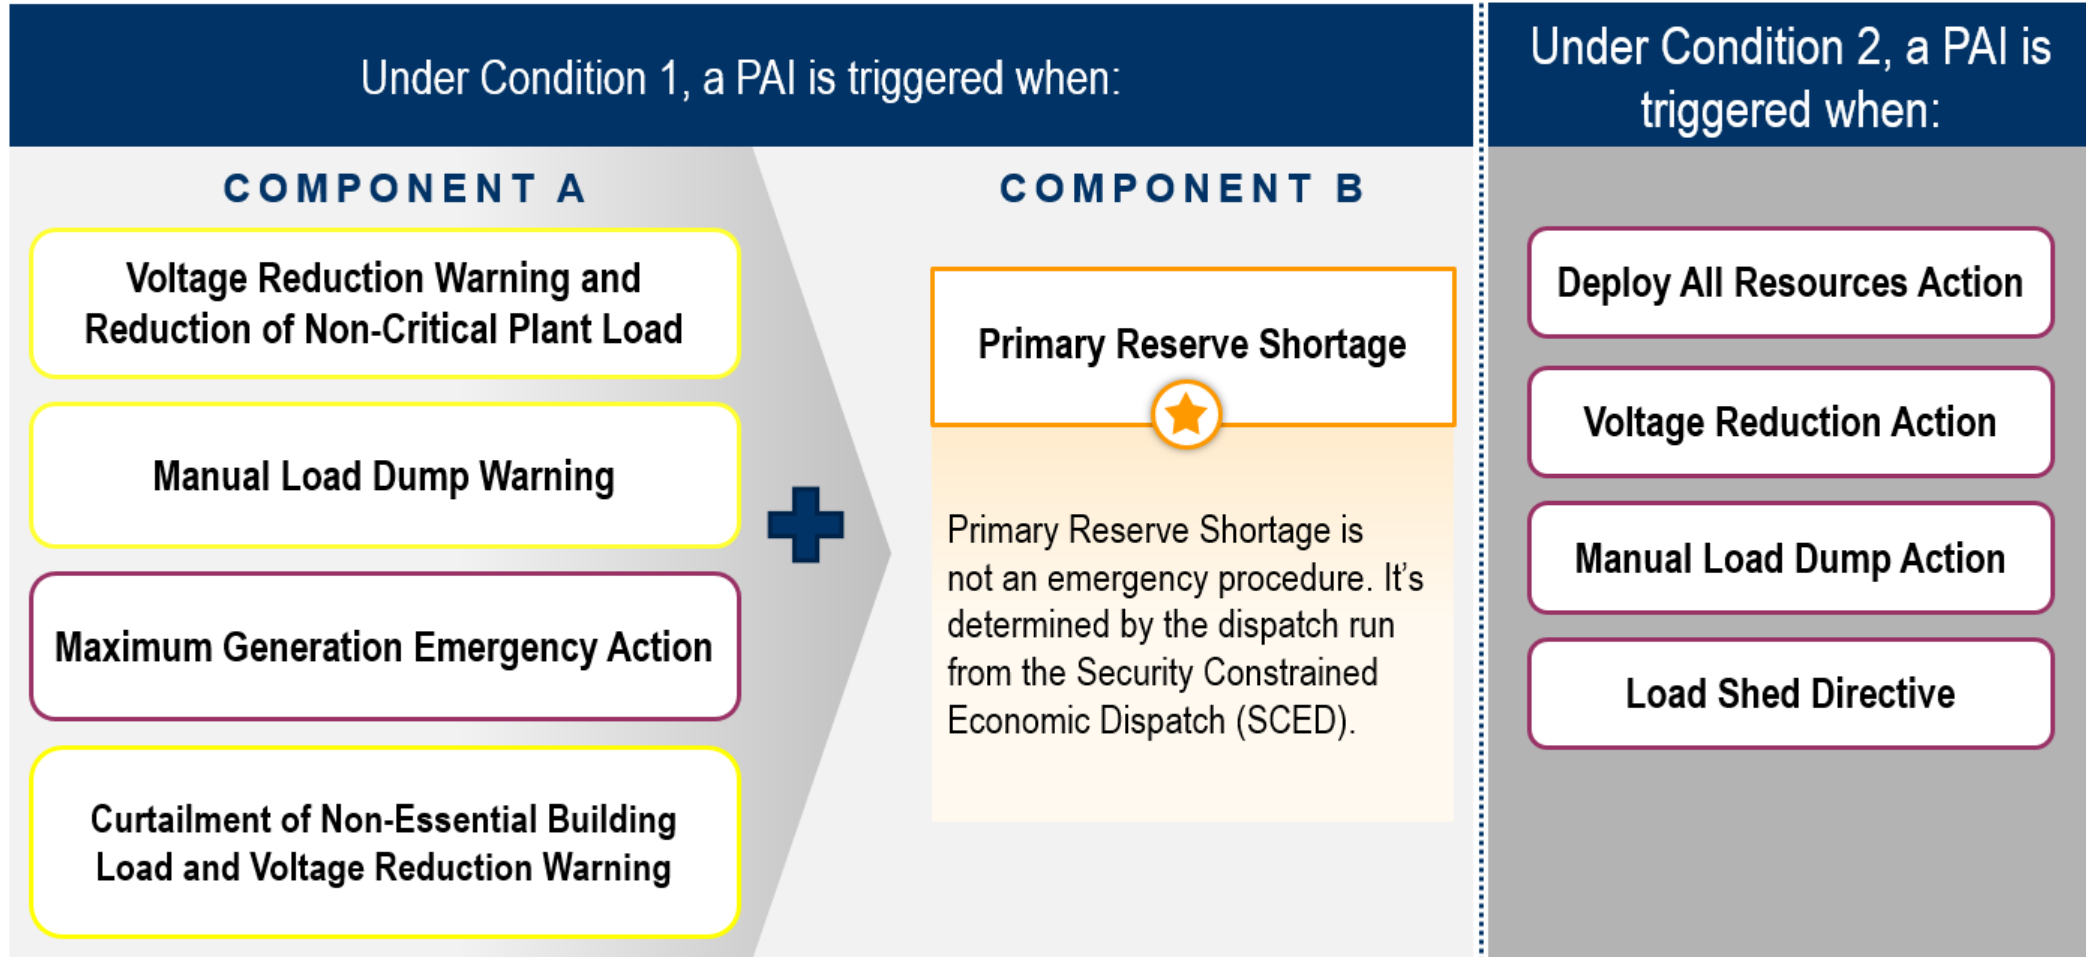 Under Condition 1, a PAI is triggered when:
COMPONENT A
Voltage Reduction Warning and
Reduction of Non-Critical Plant Load
Manual Load Dump Warning
Maximum Generation Emergency Action
Curtailment of Non-Essential Building
Load and Voltage Reduction Warning
COMPONENT B
Primary Reserve Shortage
Primary Reserve Shortage is
not an emergency procedure. It’s
determined by the dispatch run
from the Security Constrained
Economic Dispatch (SCED).
Under Condition 2, a PAI is
triggered when:
Deploy All Resources Action
Voltage Reduction Action
Manual Load Dump Action
Load Shed Directive